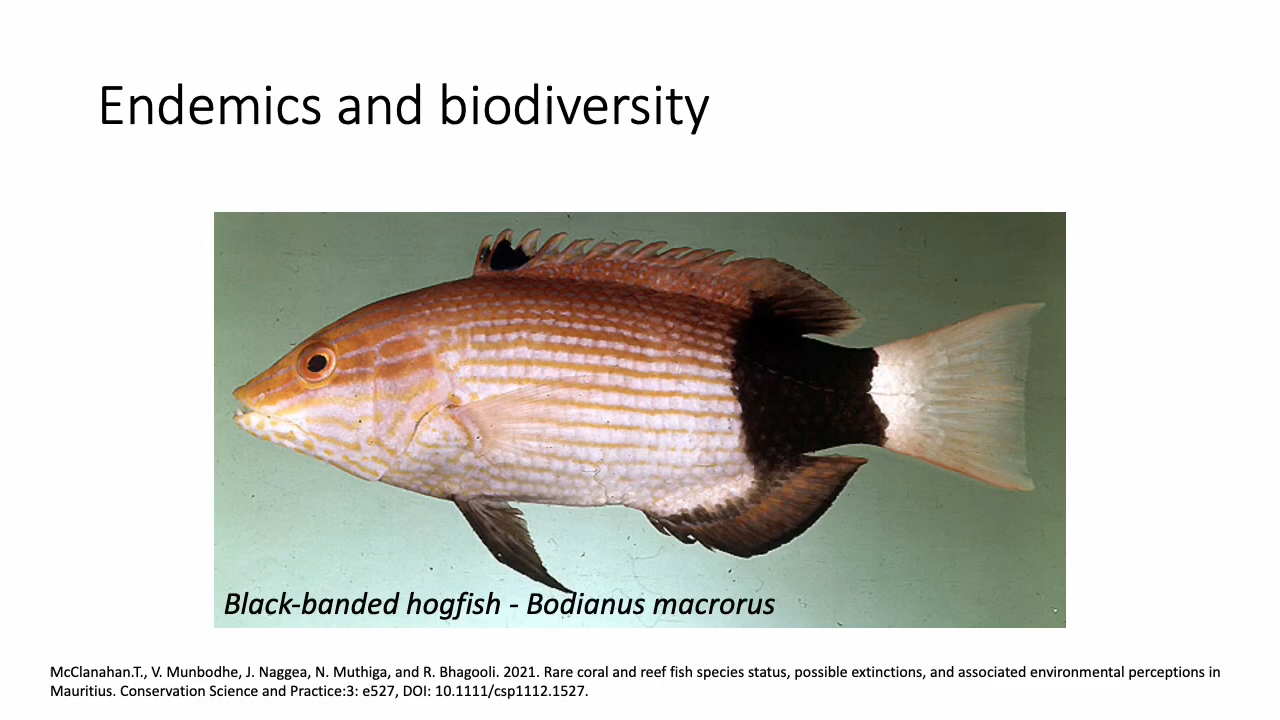 Endemics and biodiversity
Black-banded hogfish - Bodianus macrorus
McClanahan.T., V. Munbodhe, J. Naggea, N. Muthiga, and R. Bhagooli. 2021. Rare coral and reef fish species status, possible extinctions, and associated environmental perceptions in
Mauritius. Conservation Science and Practice:3: e527, DOI: 10.1111/csp1112.1527.